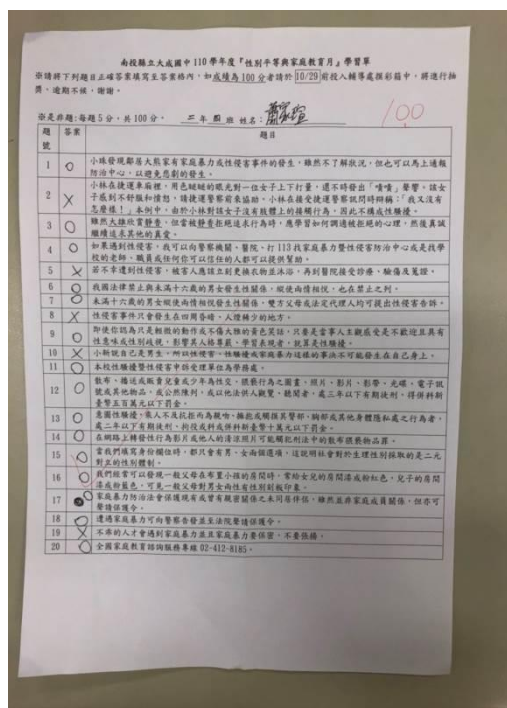 南投縣立大成國中 110 學年度『性別平等與家庭教育月』學習單
※請將下列題目正確答案填寫至答案格內，如成績為 100 分者請於 10/29 前投入輔導處摸彩箱中，將進行抽
獎，逾期不候，謝謝。
100
※是非題：每題 5 分，共 100 分。 二年 班 姓名：
題號 答案 題目
1 O 小珠發現鄰居大熊家有家庭暴力或性侵害事件的發生，雖然不了解狀況，但也可以馬上通報
防治中心，以避免悲劇的發生。
2 X 小林在捷運車廂裡，用色瞇瞇的眼光對一位女子上下打量，還不時發出「嘖嘖」聲響，該女
子感到不舒服和憤怒，請捷運警察前來協助。小林在接受捷運警察訊問時辯稱：「我又沒有
怎麼樣！」本例中，由於小林對該女子沒有肢體上的接觸行為，因此不構成性騷擾。
3 O 雖然大雄欣賞靜香，但當被靜香拒絕追求行為時，應學習如何調適被拒絕的心理，然後真誠
繼續追求其他的真愛。
4 O 如果遇到性侵害，我可以向警察機關、醫院、打 113 找家庭暴力暨性侵害防治中心或是找學
校的老師、職員或任何你可以信任的人都可以提供幫助。
5 X 若不幸遭到性侵害，被害人應該立刻更換衣物並沐浴，再到醫院接受診療、驗傷及蒐證。
6 O 我國法律禁止與未滿十六歲的男女發生性關係，縱使兩情相悅，也在禁止之列。
7 O 未滿十六歲的男女縱使兩情相悅發生性關係，雙方父母或法定代理人均可提出性侵害告訴。
8 X 性侵害事件只會發生在四周昏暗、人煙稀少的地方。
9 O 即使你認為只是輕微的動作或不傷大雅的黃色笑話，只要是當事人主觀感受是不歡迎且具有
性意味或性別歧視，影響其人格尊嚴、學習表現者，就算是性騷擾。
10 X 小新說自己是男生，所以性侵害、性騷擾或家庭暴力這樣的事決不可能發生在自己身上。
11 O 本校性騷擾暨性侵害申訴受理單位為學務處。
12 O 散布、播送或販賣兒童或少年為性交、猥褻行為之圖畫、照片、影片、影帶、光碟、電子訊
號或其他物品，或公然陳列，或以他法供人觀覽、聽聞者，處三年以下有期徒刑，得併科新
臺幣五百萬元以下罰金。
13 O 意圖性騷擾，乘人不及抗拒而為親吻、擁抱或觸摸其臀部、胸部或其他身體隱私處之行為者，
處二年以下有期徒刑、拘役或科或併科新臺幣十萬元以下罰金。
14 O 在網路上轉發性行為影片或他人的清涼照片可能觸犯刑法中的散布猥褻物品罪。
15 O 當我們填寫身份欄位時，都只會有男、女兩個選項，這說明社會對於生理性別採取的是二元
對立的性別體制。
16 O 我們經常可以發現一般父母在布置小孩的房間時，常給女兒的房間漆成粉紅色，兒子的房間
漆成粉藍色，可見一般父母對男女兩性有性別刻板印象。
17 O 家庭暴力防治法會保護現有或曾有親密關係之未同居伴侶，雖然並非家庭成員關係，但亦可
聲請保護令。
18 O 遭遇家庭暴力可向警察告發並至法院聲請保護令。
19 X 不乖的人才會遇到家庭暴力並且家庭暴力要保密，不要張揚。
20 O 全國家庭教育諮詢服務專線 02-412-8185。